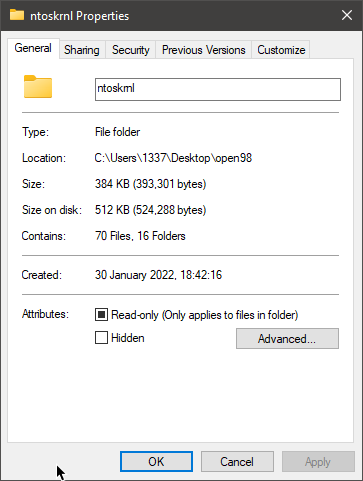 ntoskrnl Properties
General Sharing Security Previous Versions Customize
ntoskrnl
Type: File folder
Location: C:\Users\1337\Desktop\open98
Size: 384 KB (393,301 bytes)
Size on disk: 512 KB (524,288 bytes)
Contains: 70 Files, 16 Folders
Created: 30 January 2022, 18:42:16
Attributes: Read-only (Only applies to files in folder)
Hidden Advanced...
OK Cancel Apply